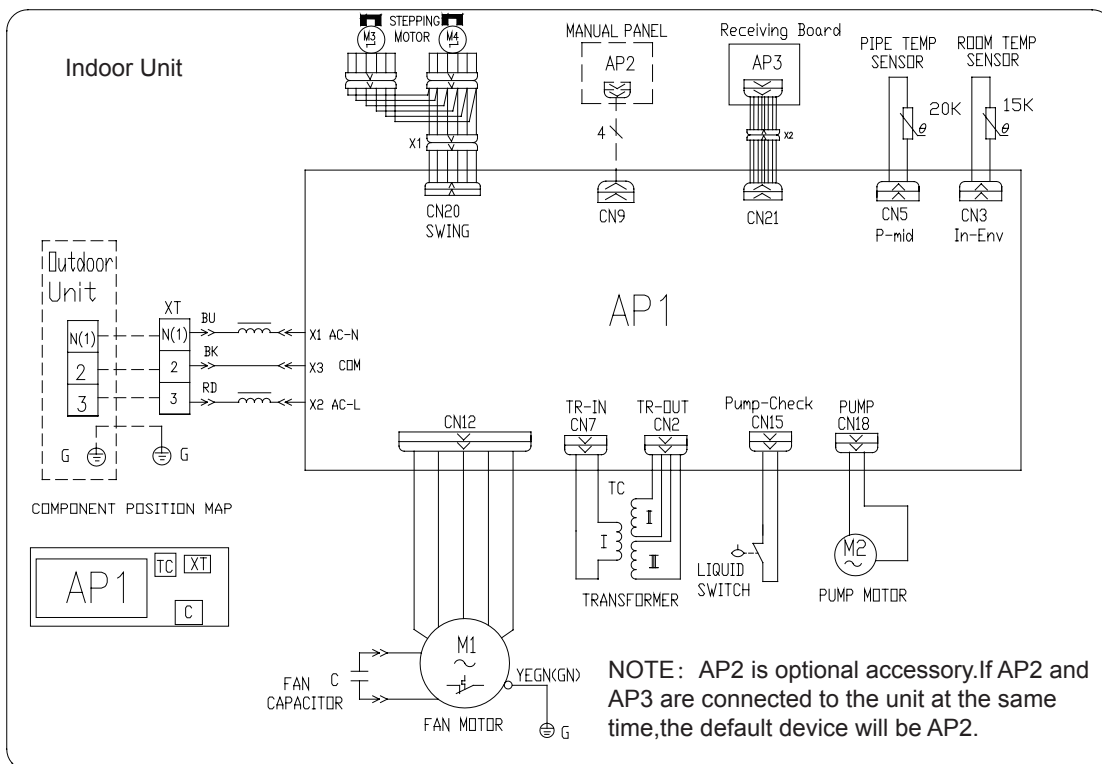 Indoor Unit
STEPPING
MOTOR
M3
M4
X1
CN20
SWING
MANUAL PANEL
AP2
4
CN9
Receiving Board
AP3
X2
CN21
PIPE TEMP
SENSOR
20K
θ
CN5
P-mid
ROOM TEMP
SENSOR
15K
θ
CN3
In-Env
Outdoor
Unit
N(1)
2
3
G
XT
N(1)
2
3
G
BU
BK
RD
X1 AC-N
X3 COM
X2 AC-L
AP1
CN12
TR-IN
CN7
TR-OUT
CN2
Pump-Check
CN15
PUMP
CN18
TC
I
I
II
TRANSFORMER
LIQUID
SWITCH
M2
~
PUMP MOTOR
COMPONENT POSITION MAP
AP1
TC
XT
C
M1
~
FAN
CAPACITOR
C
YEGN(GN)
G
FAN MOTOR
NOTE: AP2 is optional accessory.If AP2 and
AP3 are connected to the unit at the same
time,the default device will be AP2.